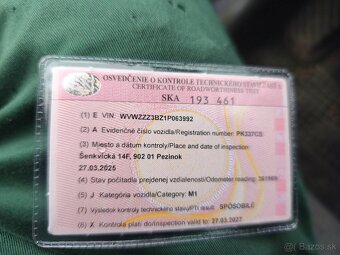 OSVEDČENIE O KONTROLE TECHNICKÉHO STAVU ČASŤ B
CERTIFICATE OF ROADWORTHINESS TEST
SKA 193 461
(1) E VIN: WVWZZZ3BZ1P063992
(2) A Evidenčné číslo vozidla/Registration number: PK337CS
(3) Miesto a dátum kontroly/Place and date of inspection
Šenkvická 14F, 902 01 Pezinok
27.03.2025
(4) Stav počítadla prejdenej vzdialenosti/Odometer reading:
(5) J Kategória vozidla/Category: M1
(7) Výsledok kontroly technického stavu/PTI result: SPÔSOBILÉ
(8) X Kontrola platí do/Inspection valid to: 27.03.2027
bazos.sk